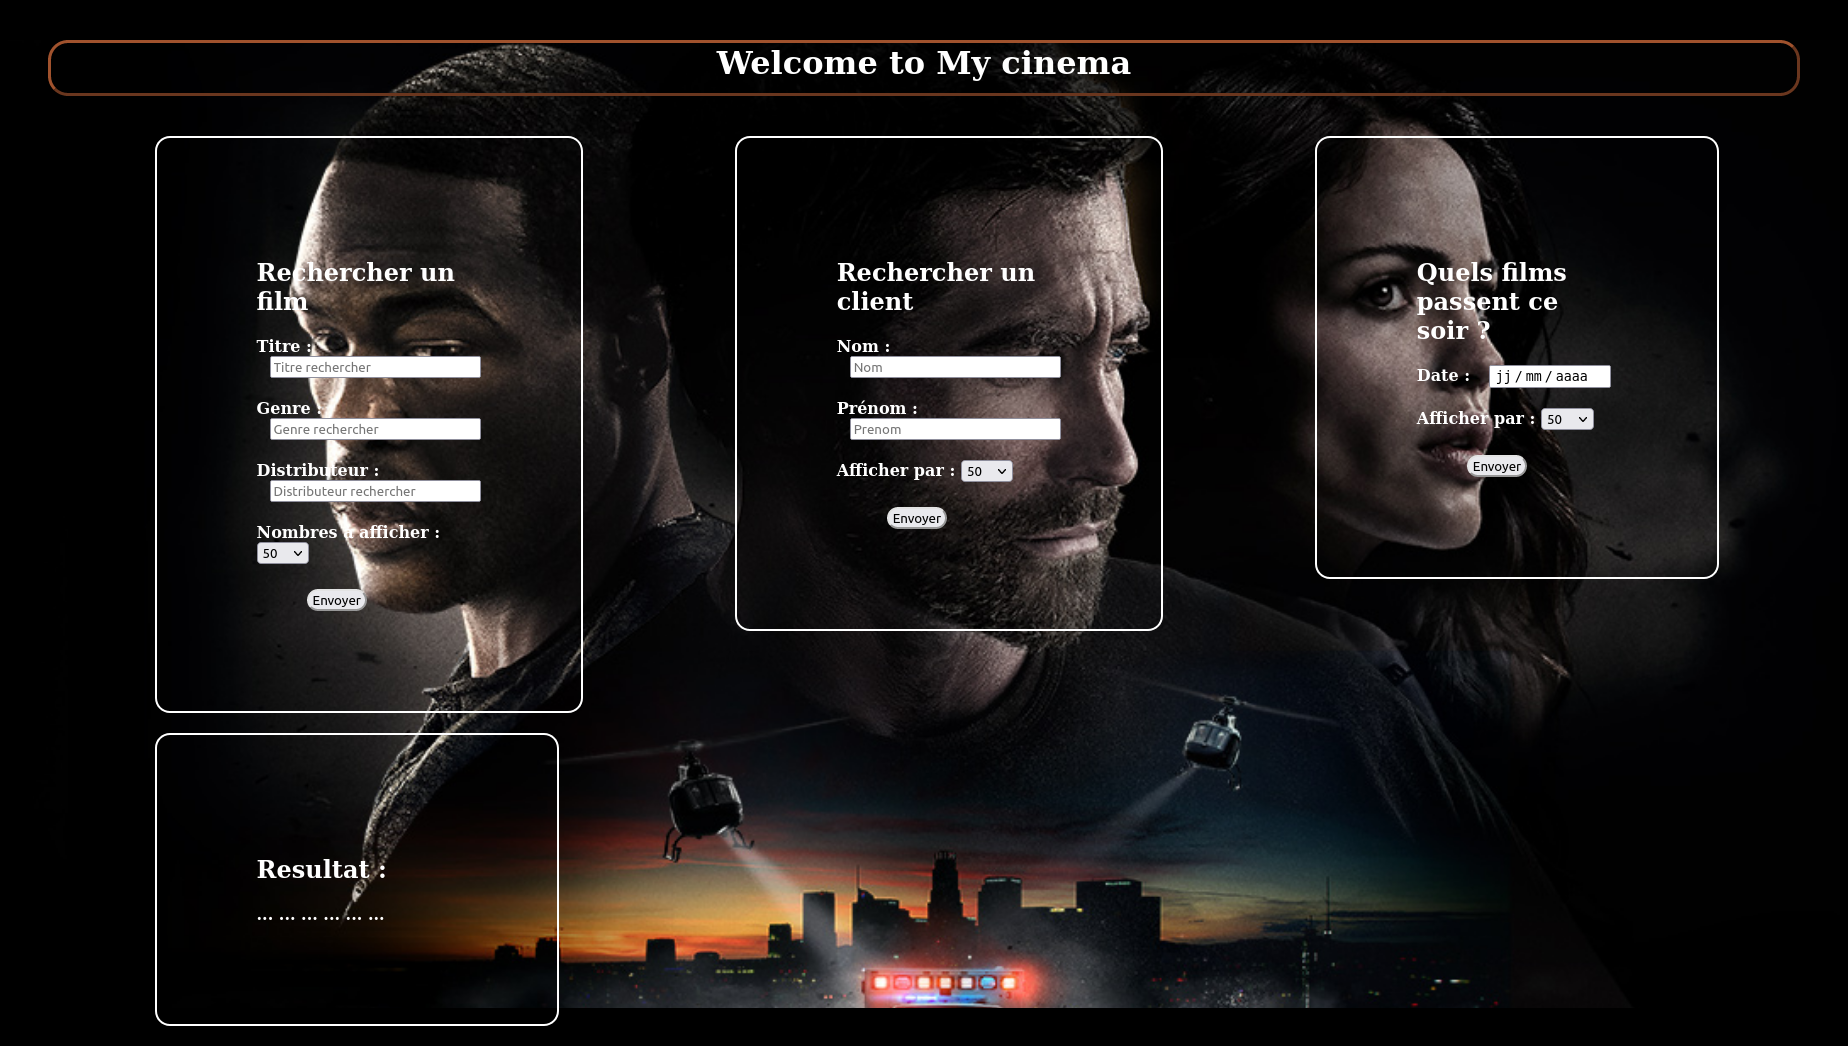 Welcome to My cinema
Rechercher un
film
Titre :
Titre rechercher
Genre :
Genre rechercher
Distributeur :
Distributeur rechercher
Nombres a afficher :
50
Envoyer
Rechercher un
client
Nom :
Nom
Prénom :
Prenom
Afficher par : 50
Envoyer
Quels films
passent ce
soir ?
Date : jj / mm / aaaa
Afficher par : 50
Envoyer
Resultat :
... ... ... ... ... ...